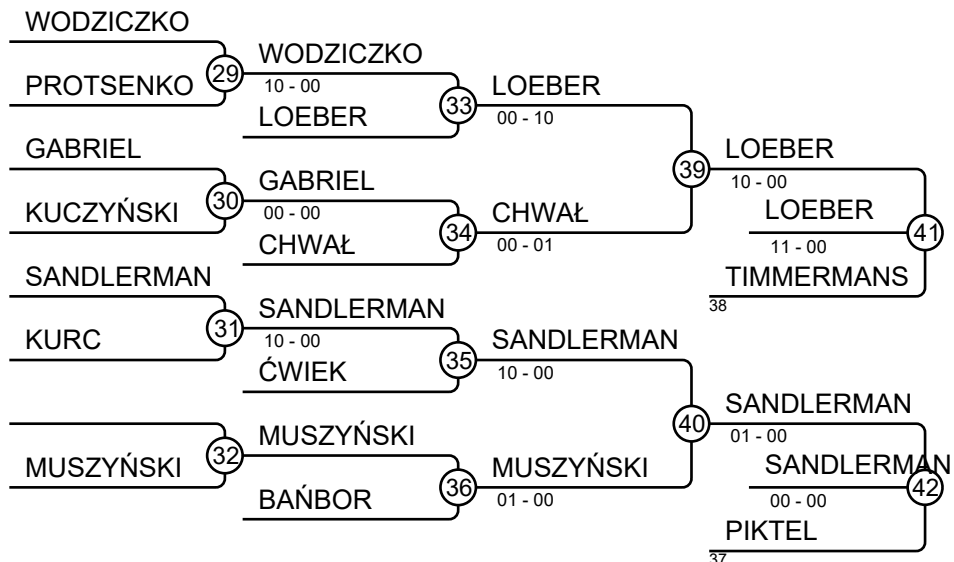 WODZICZKO
29
PROTSENKO
WODZICZKO
10 - 00
33
LOEBER
LOEBER
00 - 10
GABRIEL
30
KUCZYŃSKI
GABRIEL
00 - 00
34
CHWAŁ
CHWAŁ
00 - 01
39
LOEBER
10 - 00
LOEBER
11 - 00
41
TIMMERMANS
38
SANDLERMAN
31
KURC
SANDLERMAN
10 - 00
35
ĆWIEK
SANDLERMAN
10 - 00
32
MUSZYŃSKI
MUSZYŃSKI
36
BAŃBOR
MUSZYŃSKI
01 - 00
40
SANDLERMAN
01 - 00
SANDLERMAN
00 - 00
42
PIKTEL
37